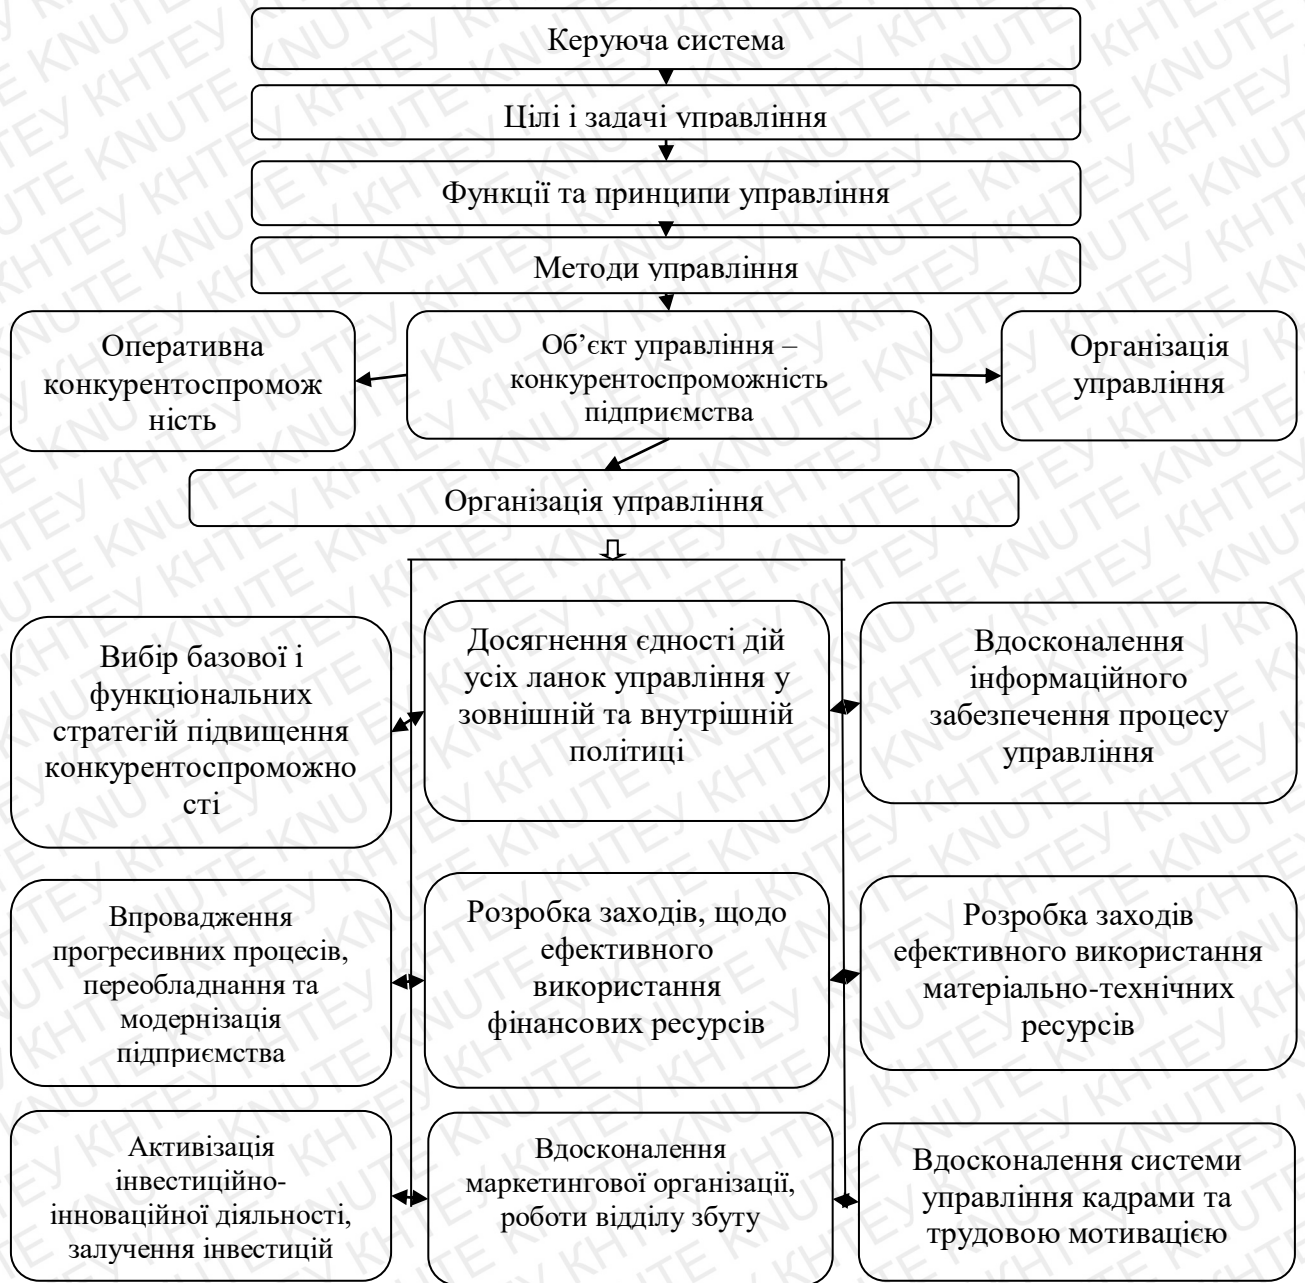 Керуюча система
Цілі і задачі управління
Функції та принципи управління
Методи управління
Оперативна
конкурентоспромож
ність
Об’єкт управління –
конкурентоспроможність
підприємства
Організація
управління
Організація управління
Вибір базової і
функціональних
стратегій підвищення
конкурентоспроможно
сті
Досягнення єдності дій
усіх ланок управління у
зовнішній та внутрішній
політиці
Вдосконалення
інформаційного
забезпечення процесу
управління
Впровадження
прогресивних процесів,
переобладнання та
модернізація
підприємства
Розробка заходів, щодо
ефективного
використання
фінансових ресурсів
Розробка заходів
ефективного використання
матеріально-технічних
ресурсів
Активізація
інвестиційно-
інноваційної діяльності,
залучення інвестицій
Вдосконалення
маркетингової організації,
роботи відділу збуту
Вдосконалення системи
управління кадрами та
трудовою мотивацією